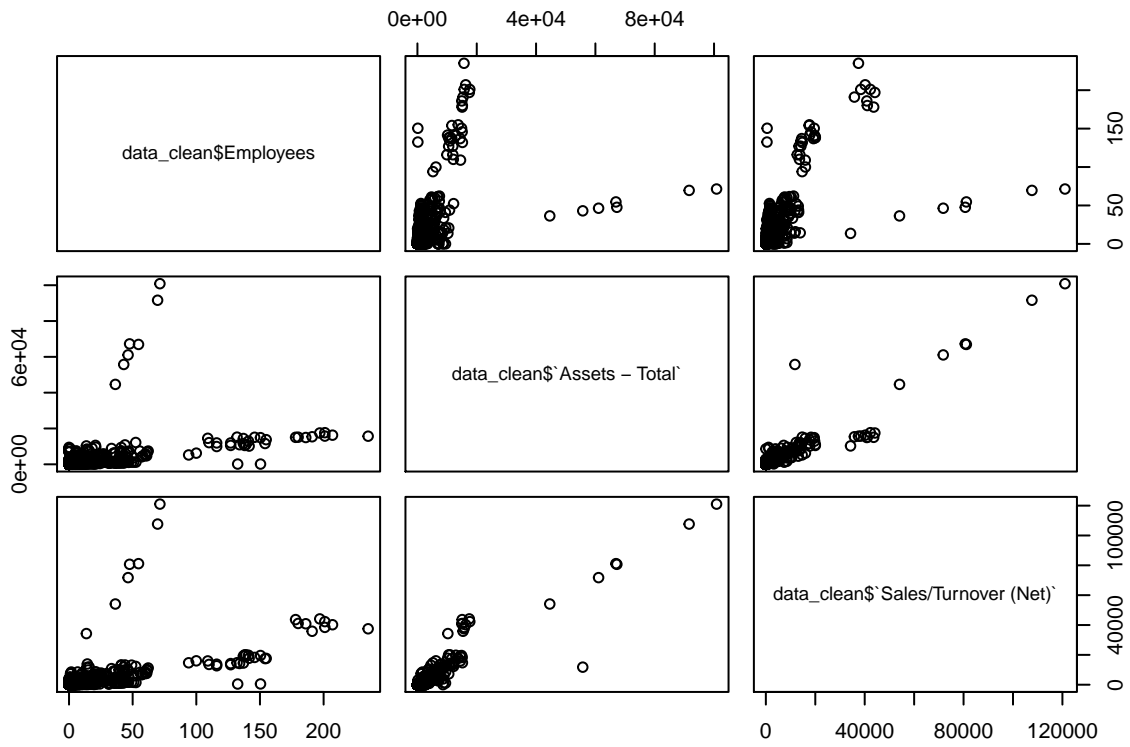 0e+00 4e+04 8e+04
data_clean$Employees
0 50 150
0e+00 6e+04
data_clean$`Assets − Total`
data_clean$`Sales/Turnover (Net)`
0 40000 100000
0 50 100 150 200
0 40000 80000 120000